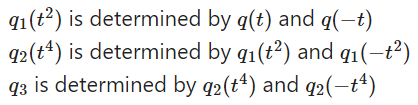 q₁(t²) is determined by q(t) and q(−t)
q₂(t⁴) is determined by q₁(t²) and q₁(−t²)
q₃ is determined by q₂(t⁴) and q₂(−t⁴)